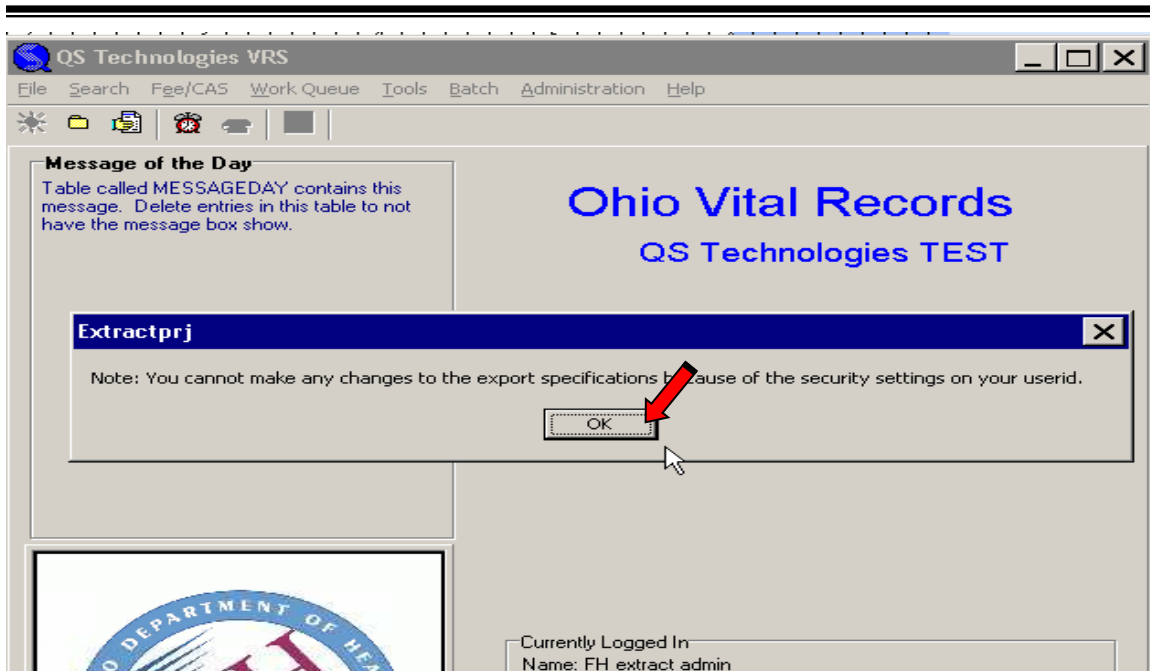 QS Technologies VRS
File Search Fee/CAS Work Queue Tools Batch Administration Help
Message of the Day
Table called MESSAGEDAY contains this
message. Delete entries in this table to not
have the message box show.
Ohio Vital Records
QS Technologies TEST
Extractprj
Note: You cannot make any changes to the export specifications because of the security settings on your userid.
OK
DEPARTMENT OF HEA
Currently Logged In
Name: FH extract admin